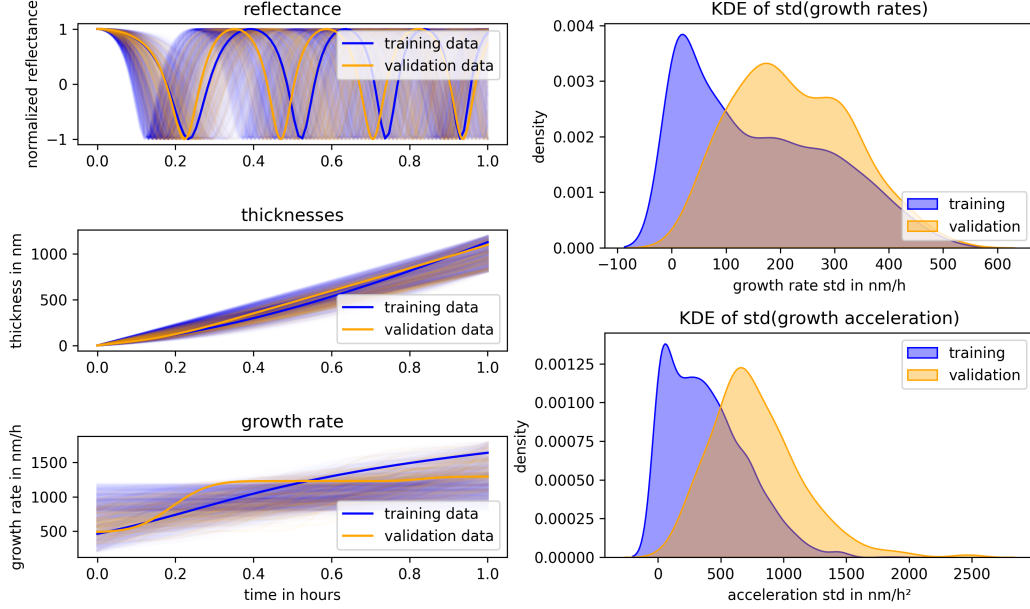 reflectance
normalized reflectance
1
0
−1
training data
validation data
0.0 0.2 0.4 0.6 0.8 1.0
thicknesses
thickness in nm
1000
500
0
training data
validation data
0.0 0.2 0.4 0.6 0.8 1.0
growth rate
growth rate in nm/h
1500
1000
500
training data
validation data
0.0 0.2 0.4 0.6 0.8 1.0
time in hours
KDE of std(growth rates)
density
0.004
0.003
0.002
0.001
0.000
training
validation
−100 0 100 200 300 400 500 600
growth rate std in nm/h
KDE of std(growth acceleration)
density
0.00125
0.00100
0.00075
0.00050
0.00025
0.00000
training
validation
0 500 1000 1500 2000 2500
acceleration std in nm/h²